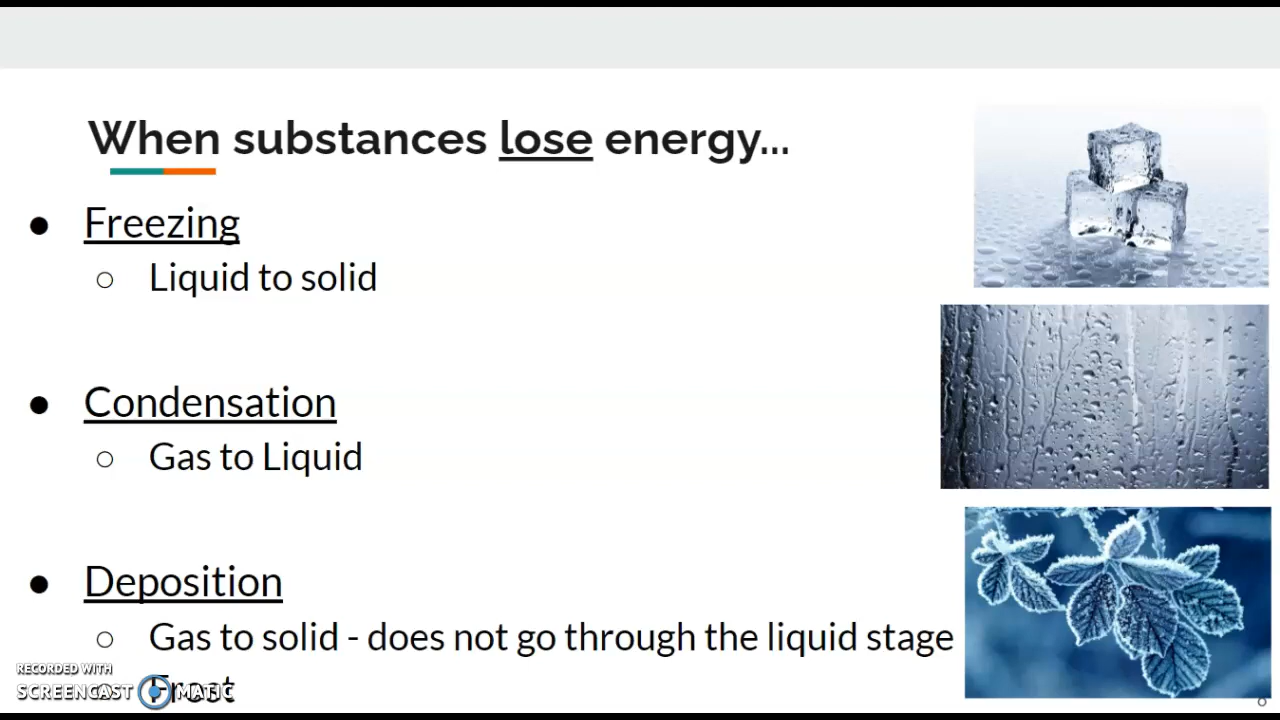 When substances lose energy...
● Freezing
○ Liquid to solid
● Condensation
○ Gas to Liquid
● Deposition
○ Gas to solid - does not go through the liquid stage
○ Frost
RECORDED WITH
SCREENCAST MATIC